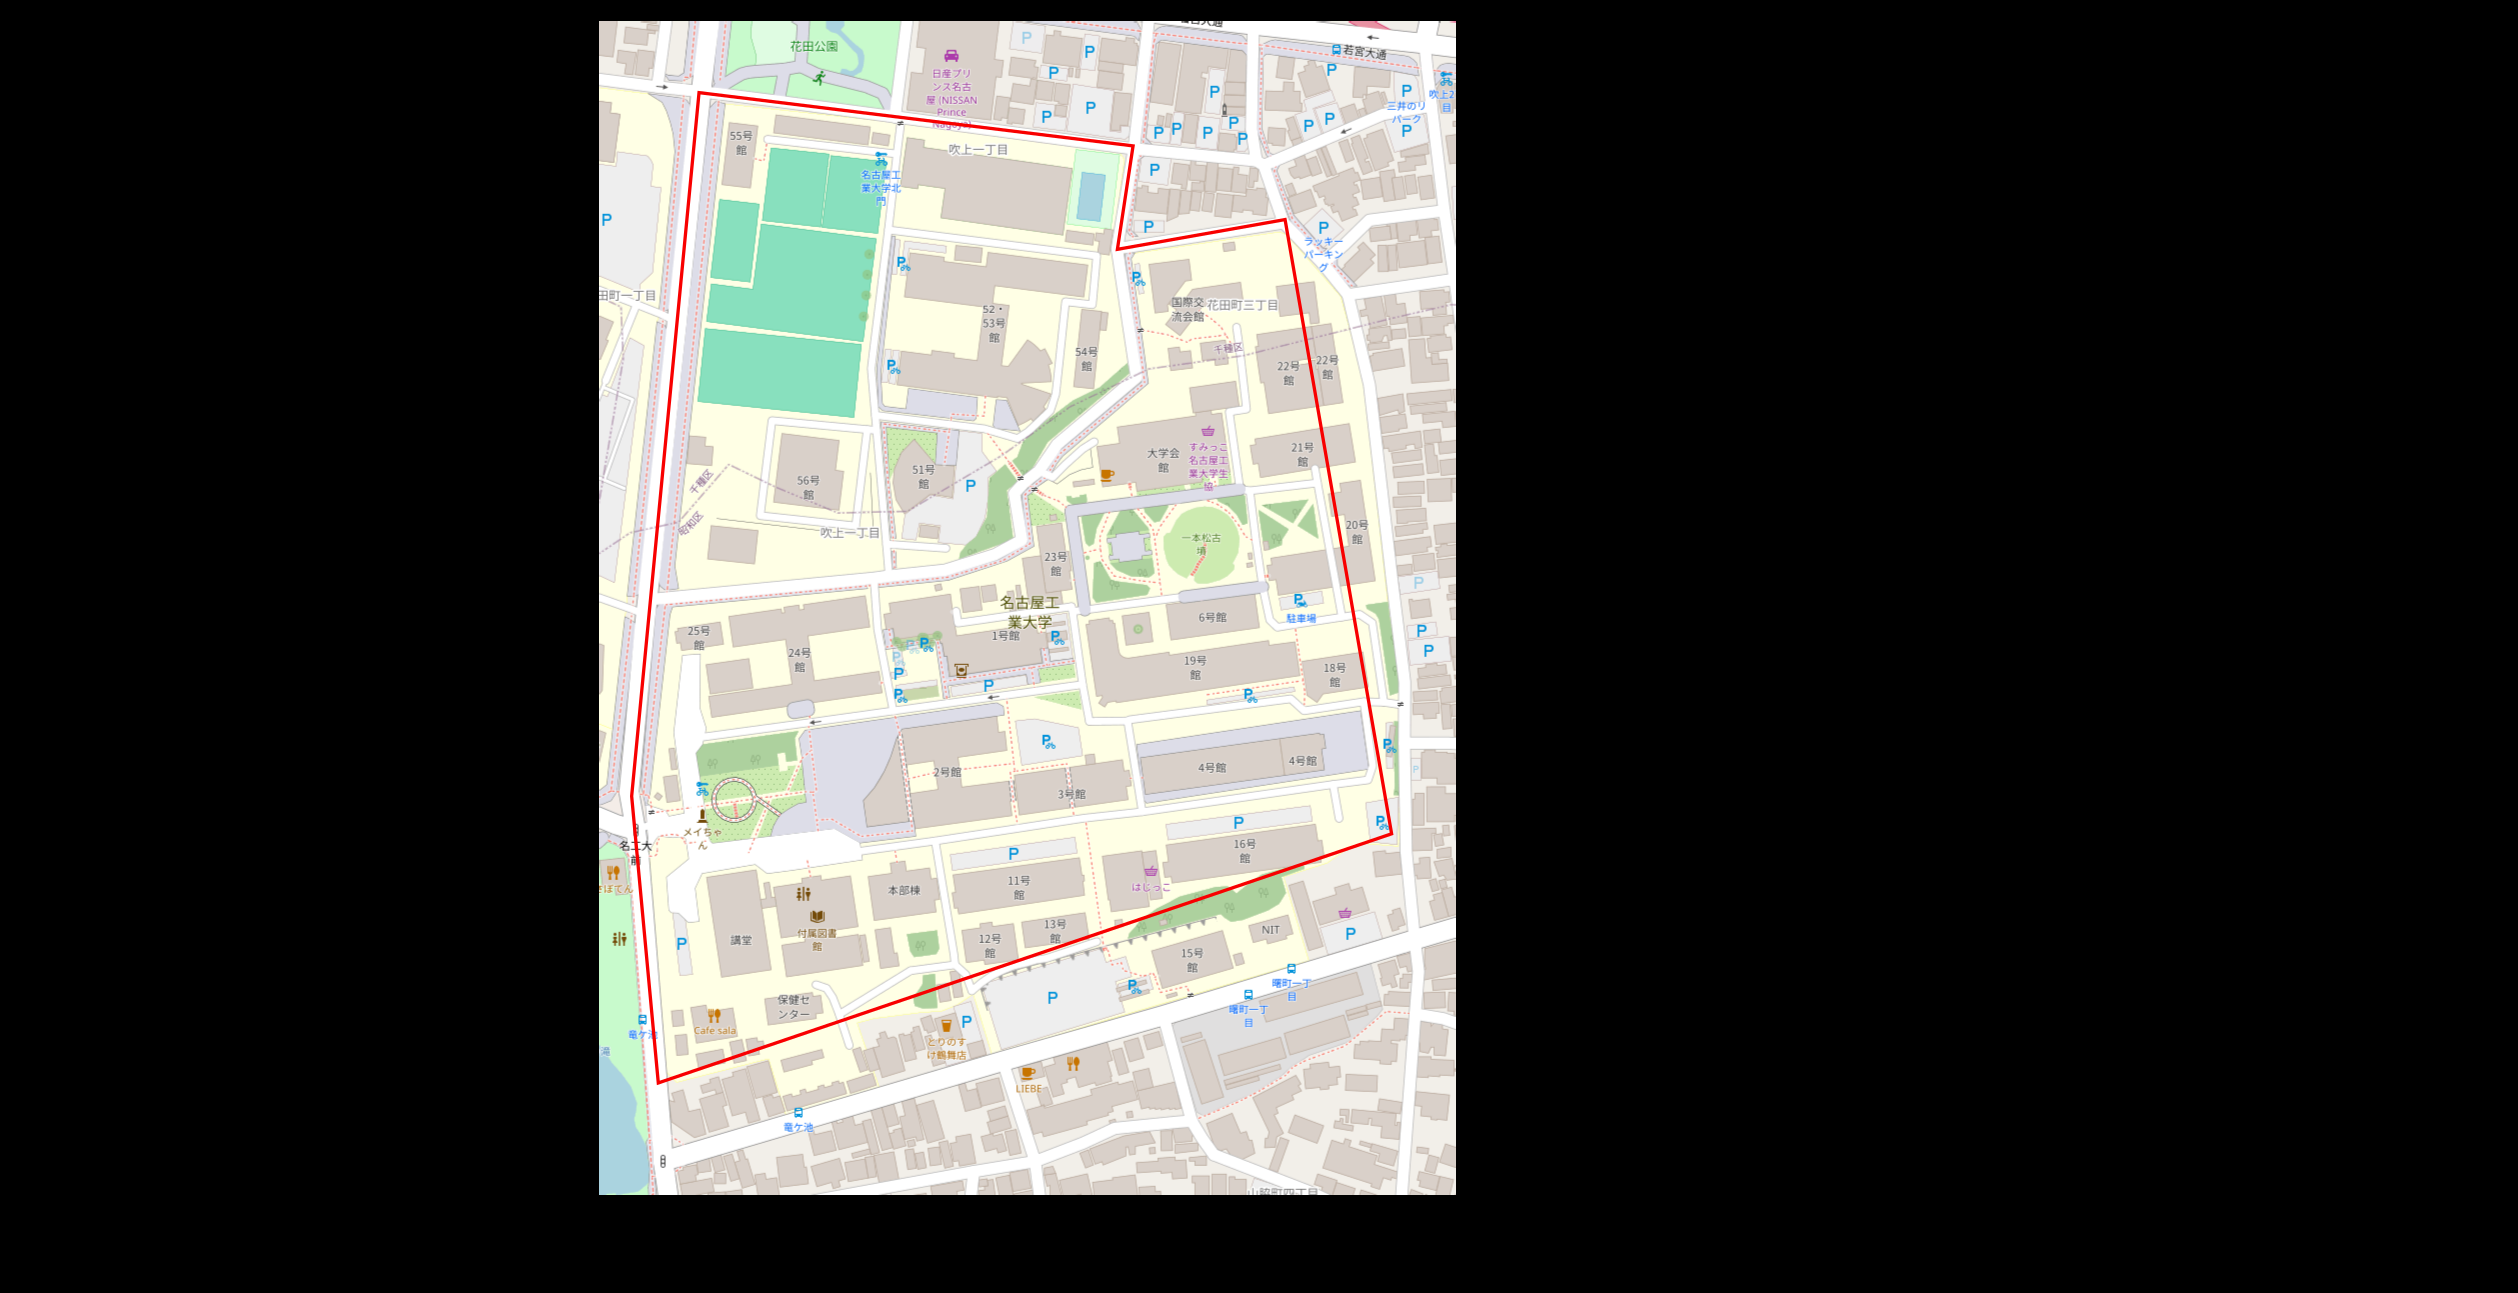 若宮大通
花田公園
日産プリ
ンス名古
屋 (NISSAN
Prince
Nagoya)
三井のリ
パーク
吹上2
目
55号
館
吹上一丁目
名古屋工
業大学北
門
ラッキー
パーキン
グ
田町一丁目
国際交
流会館
花田町三丁目
52・
53号
館
54号
館
千種区
22号
館
22号
館
大学会
館
すみっこ
名古屋工
業大学生
協
21号
館
51号
館
56号
館
千種区
昭和区
吹上一丁目
20号
館
一本松古
墳
23号
館
名古屋工
業大学
1号館
6号館
駐車場
25号
館
24号
館
19号
館
18号
館
2号館
3号館
4号館
4号館
メイちゃ
ん
名工大
前
16号
館
はじっこ
本部棟
11号
館
13号
館
12号
館
講堂
付属図書
館
NIT
15号
館
曙町一丁
目
曙町一丁
目
保健セ
ンター
Cafe sala
竜ケ池
とりのす
け鶴舞店
LIEBE
竜ケ池
山脇町四丁目